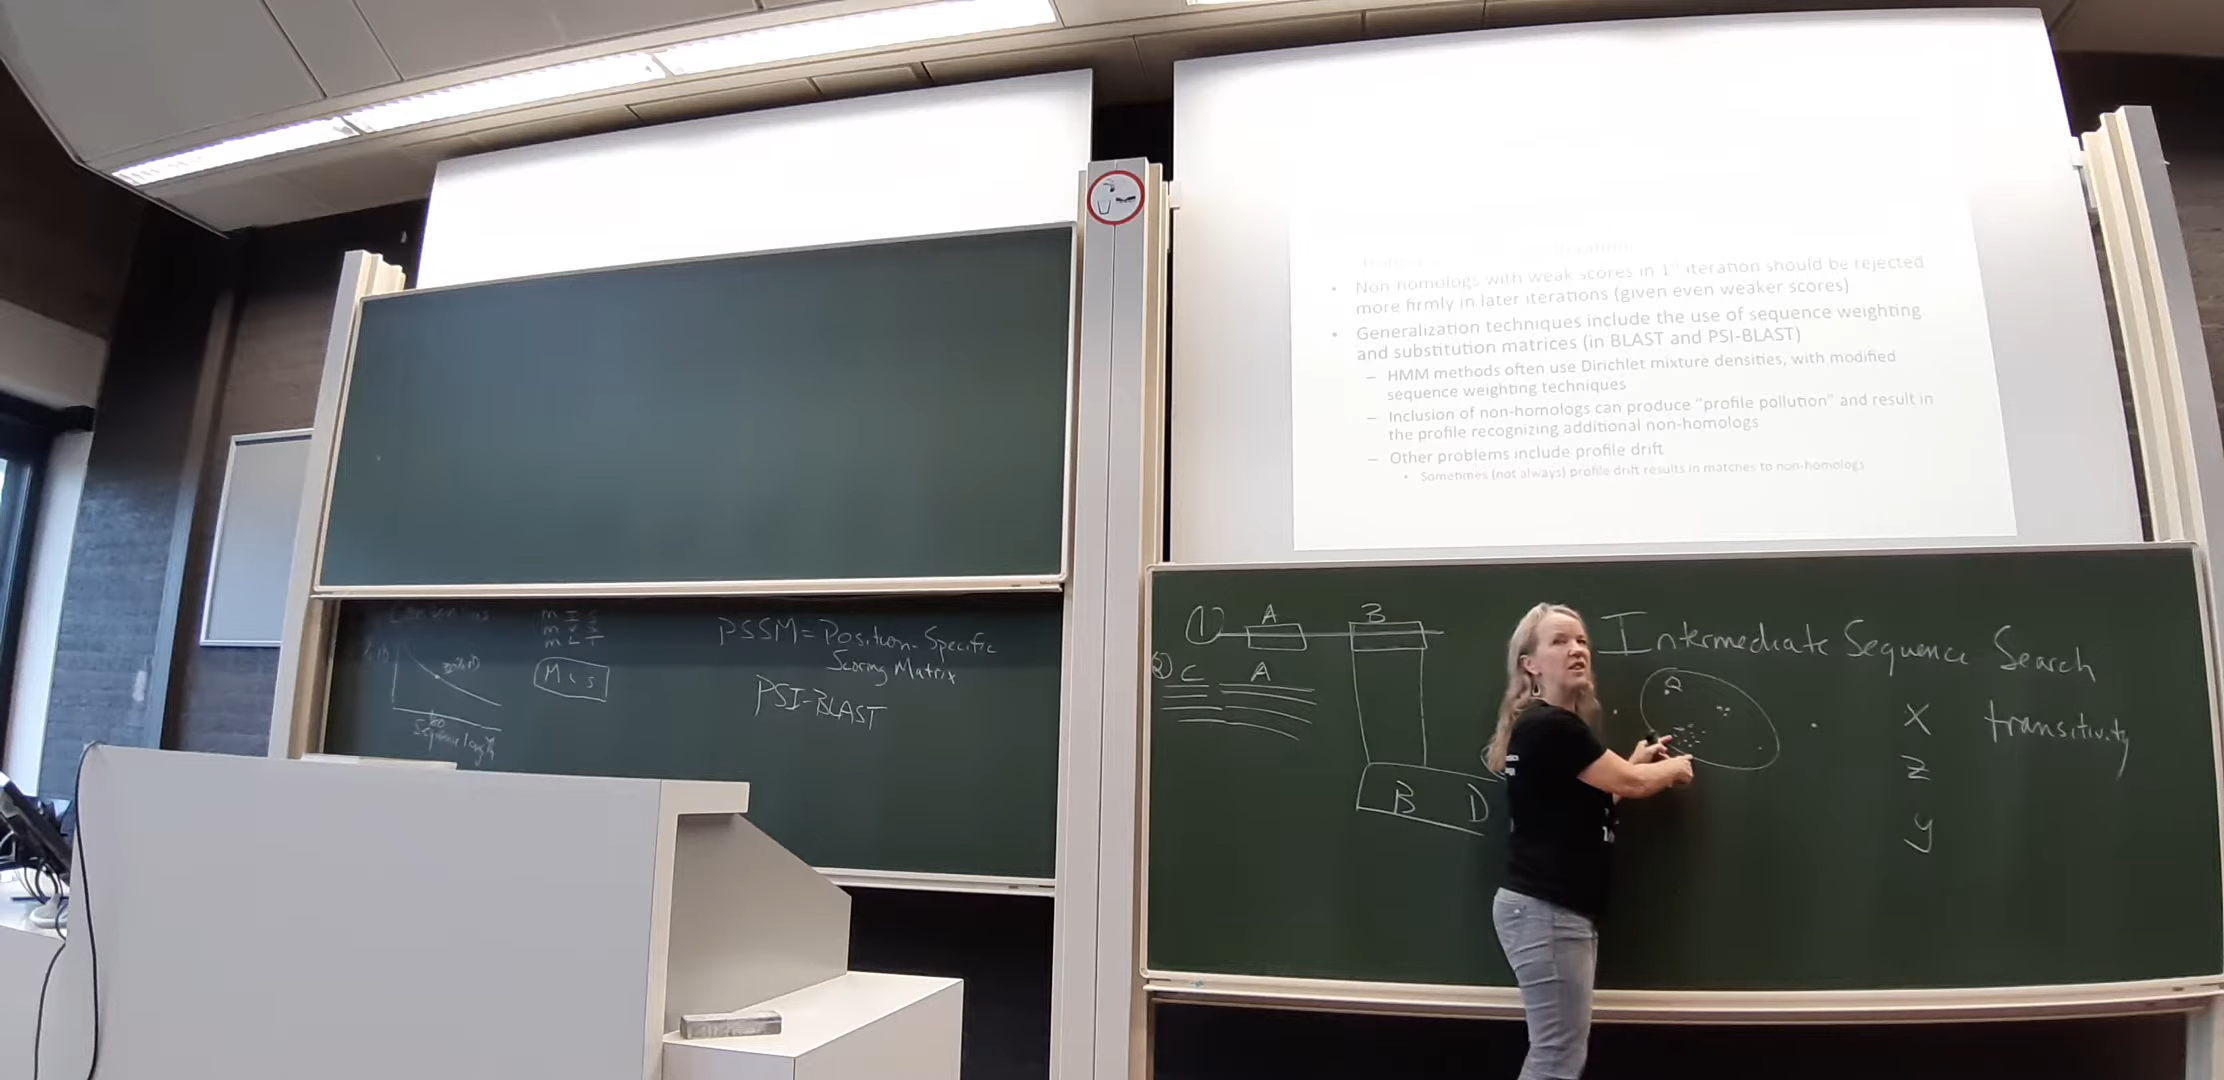 • Non homologs with weak scores in 1st iteration should be rejected
more firmly in later iterations (given even weaker scores)
• Generalization techniques include the use of sequence weighting
and substitution matrices (in BLAST and PSI-BLAST)
– HMM methods often use Dirichlet mixture densities, with modified
sequence weighting techniques
– Inclusion of non-homologs can produce “profile pollution” and result in
the profile recognizing additional non-homologs
– Other problems include profile drift
• Sometimes (not always) profile drift results in matches to non-homologs
Consensus
30% ID
Sequence length
M I S
M V S
M L T
M L S
PSSM = Position-Specific
Scoring Matrix
PSI-BLAST
1 A B
2 C A
B D
Intermediate Sequence Search
Q
X transitivity
Z
Y